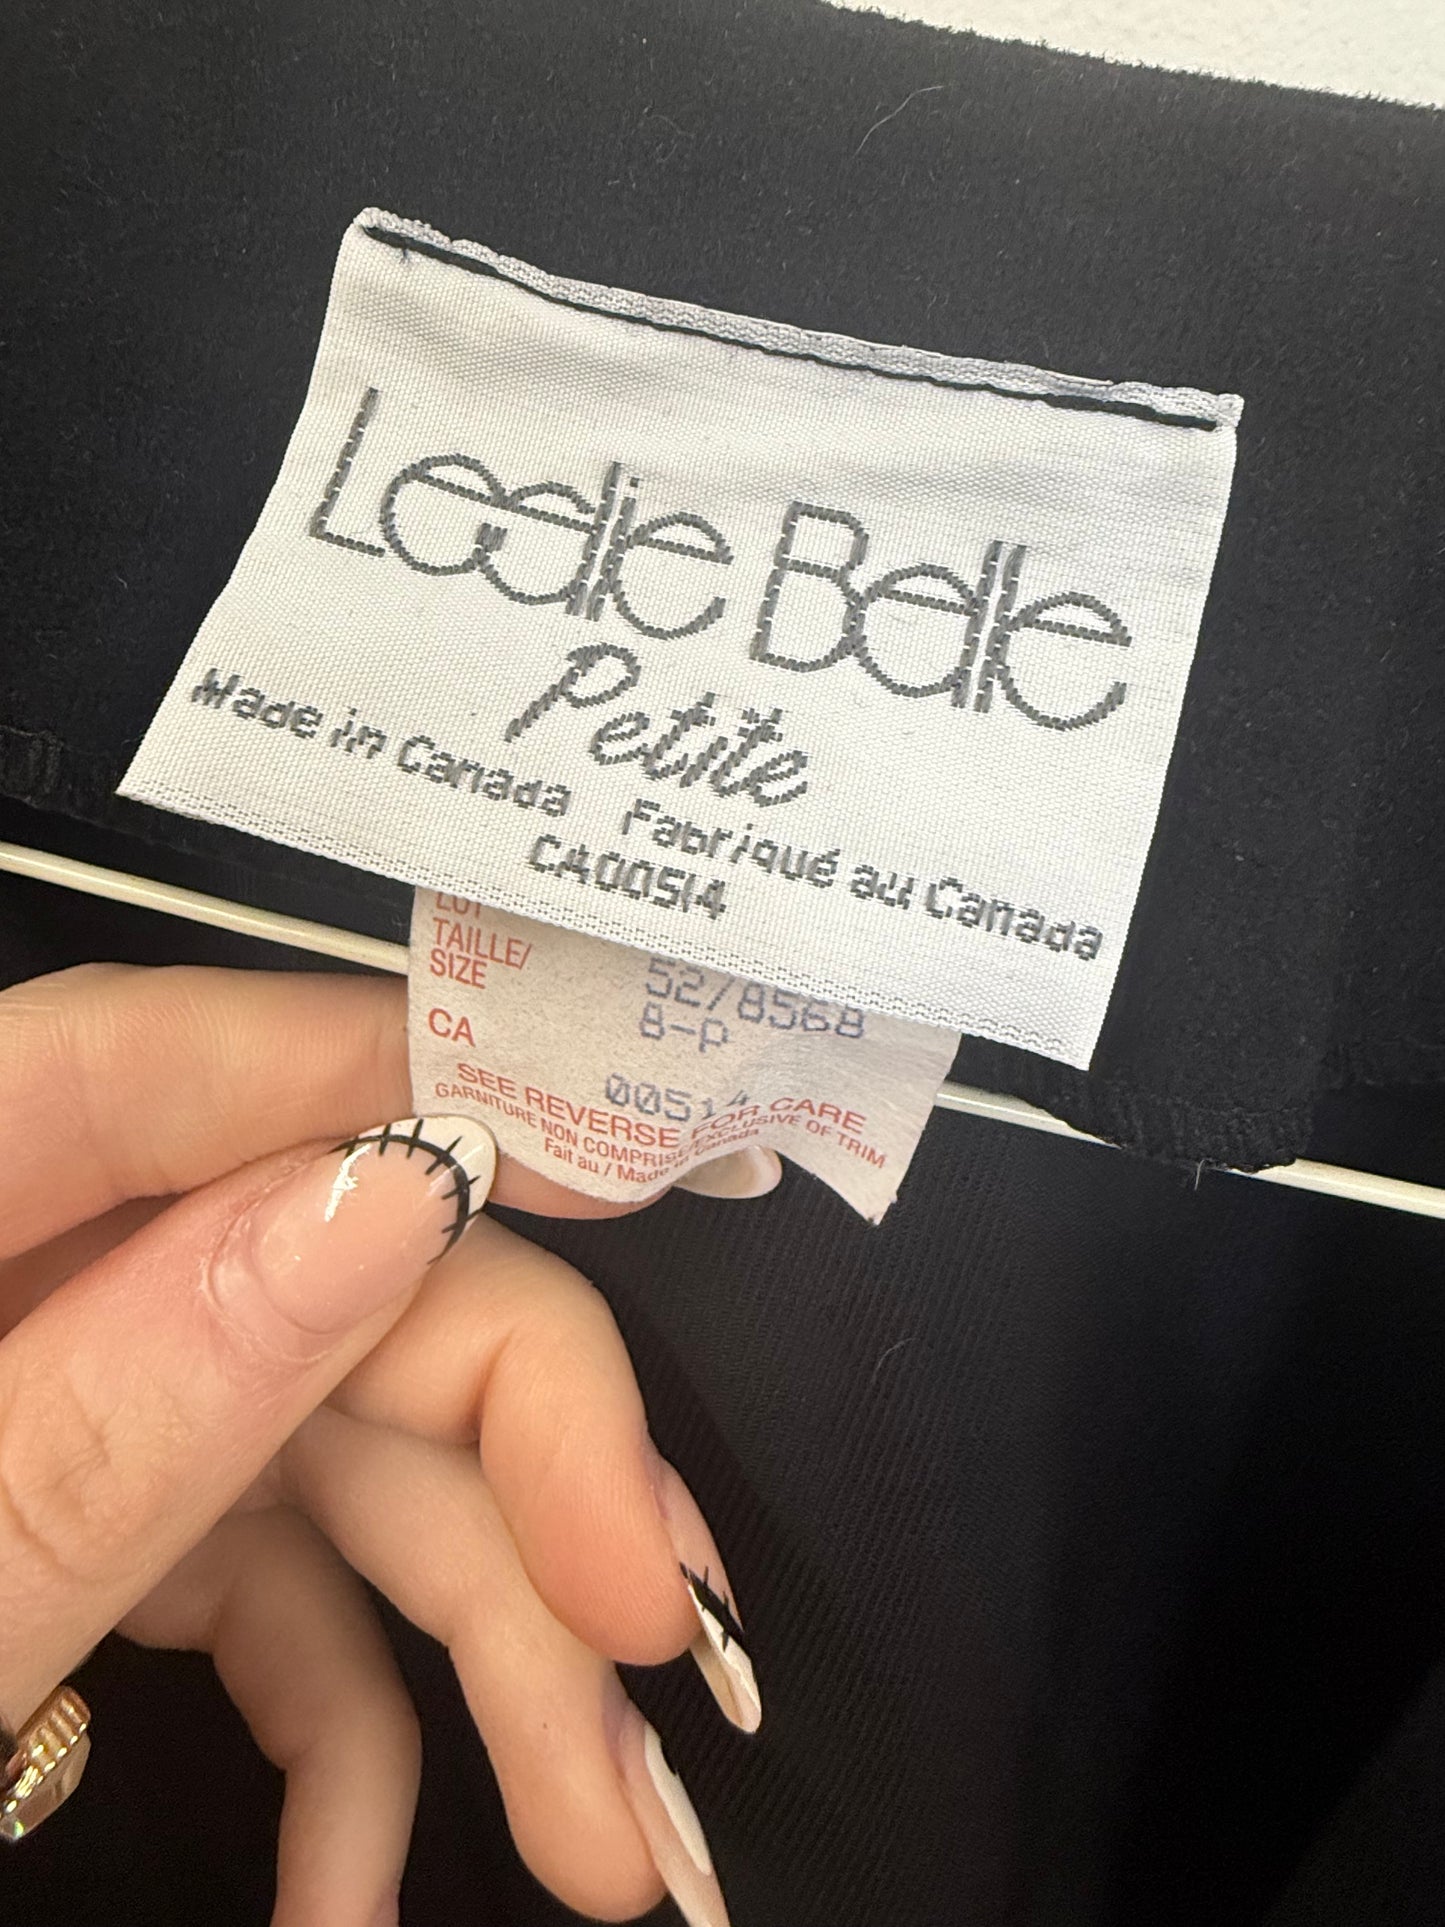 Leslie Belle
Petite
Made in Canada Fabriqué au Canada
CA00514
LOT
TAILLE/
SIZE
52/8568
8-P
CA
00514
SEE REVERSE FOR CARE
GARNITURE NON COMPRISE/EXCLUSIVE OF TRIM
Fait au / Made in Canada